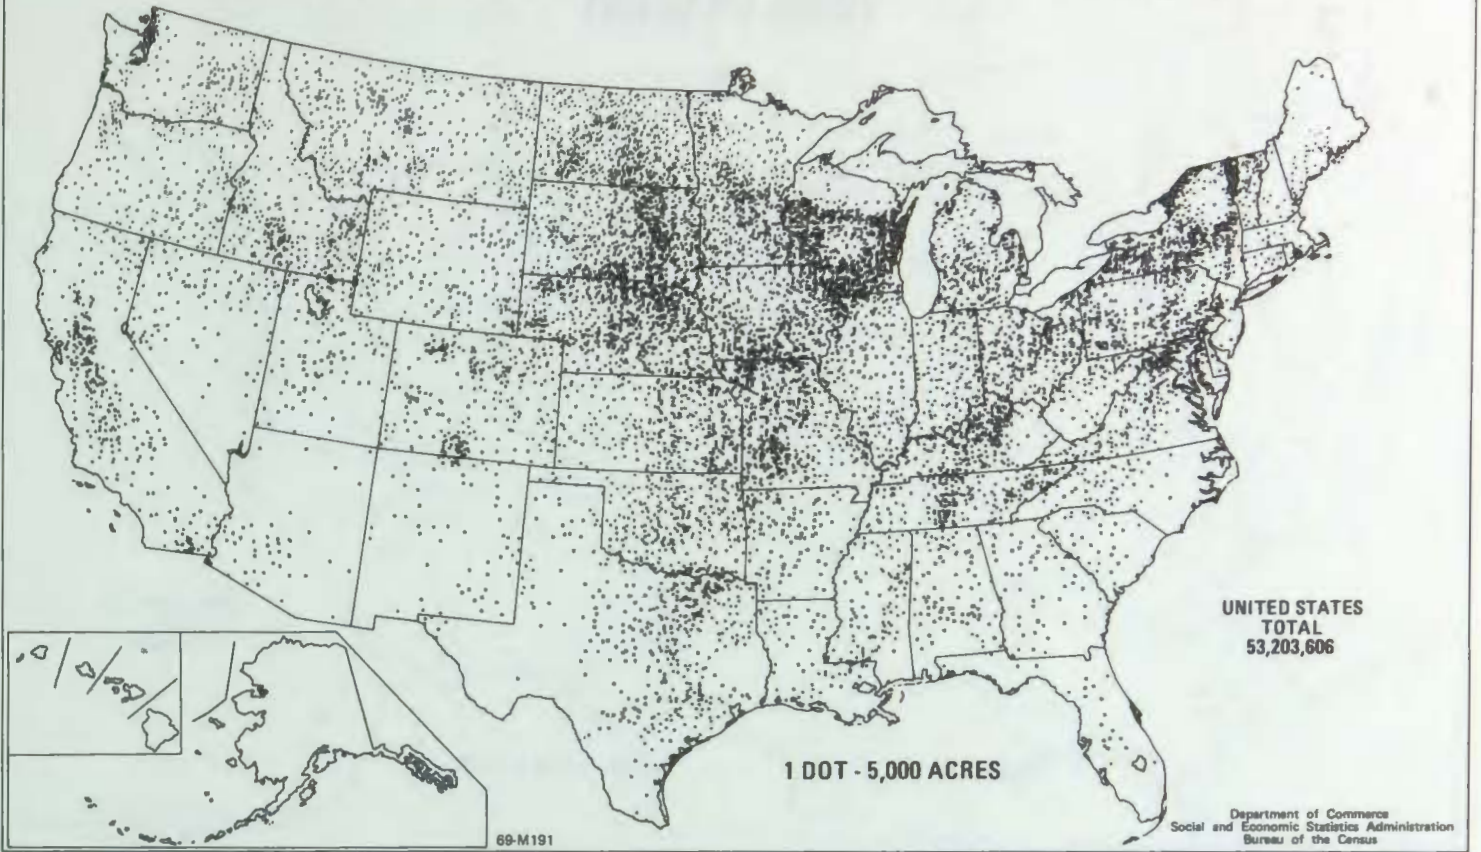 UNITED STATES
TOTAL
53,203,606
1 DOT - 5,000 ACRES
Department of Commerce
Social and Economic Statistics Administration
Bureau of the Census
69-M191